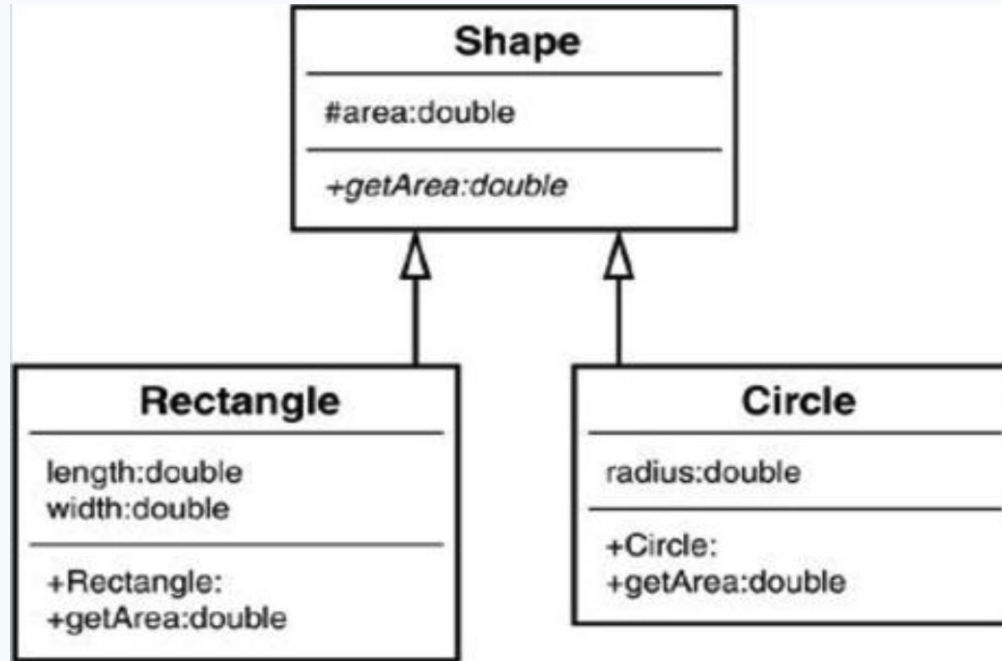 Shape
#area:double
+getArea:double
Rectangle
length:double
width:double
+Rectangle:
+getArea:double
Circle
radius:double
+Circle:
+getArea:double